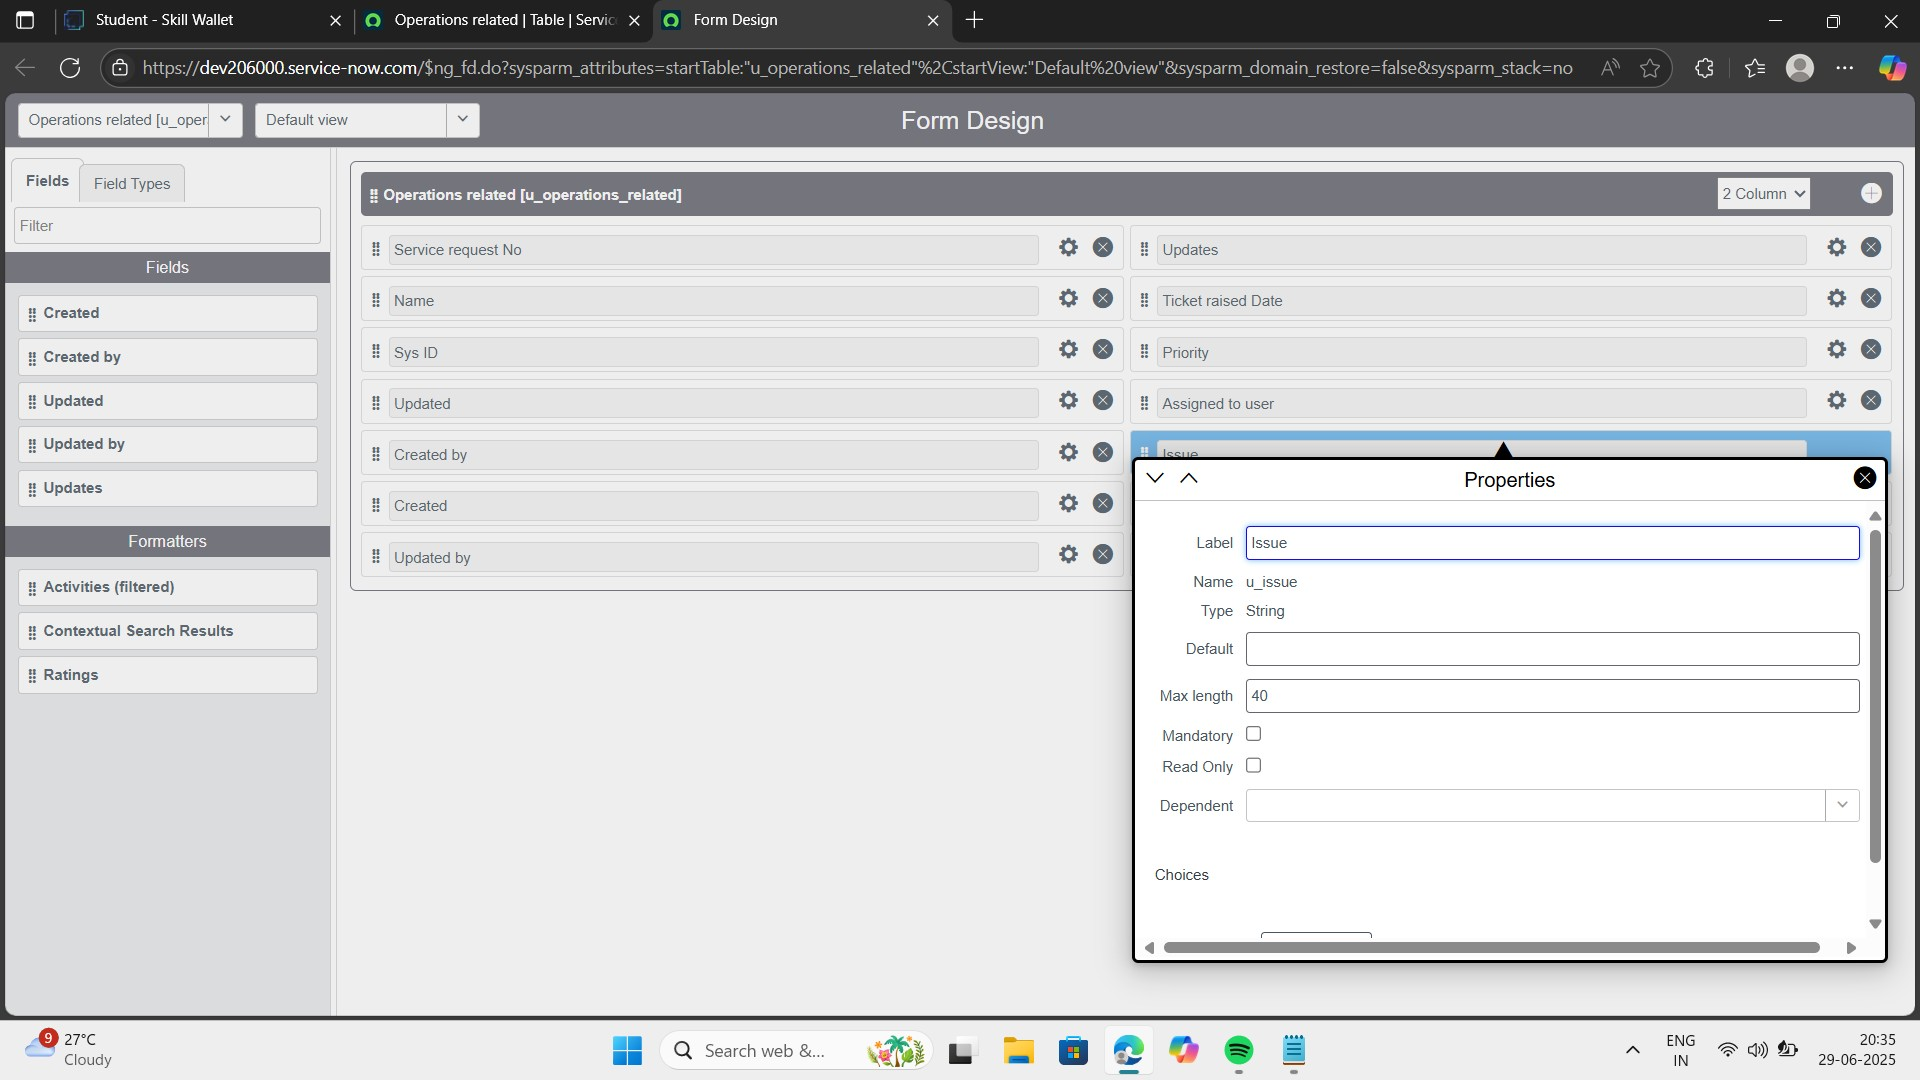 Student - Skill Wallet
Operations related | Table | Servic
Form Design
https://dev206000.service-now.com/$ng_fd.do?sysparm_attributes=startTable:"u_operations_related"%2CstartView:"Default%20view"&sysparm_domain_restore=false&sysparm_stack=no
Operations related [u_oper
Default view
Form Design
Fields
Field Types
Filter
Fields
Created
Created by
Updated
Updated by
Updates
Formatters
Activities (filtered)
Contextual Search Results
Ratings
Operations related [u_operations_related]
2 Column
Service request No
Updates
Name
Ticket raised Date
Sys ID
Priority
Updated
Assigned to user
Created by
Issue
Created
Updated by
Properties
Label Issue
Name u_issue
Type String
Default
Max length 40
Mandatory
Read Only
Dependent
Choices
9
27°C
Cloudy
Search web &...
ENG
IN
20:35
29-06-2025